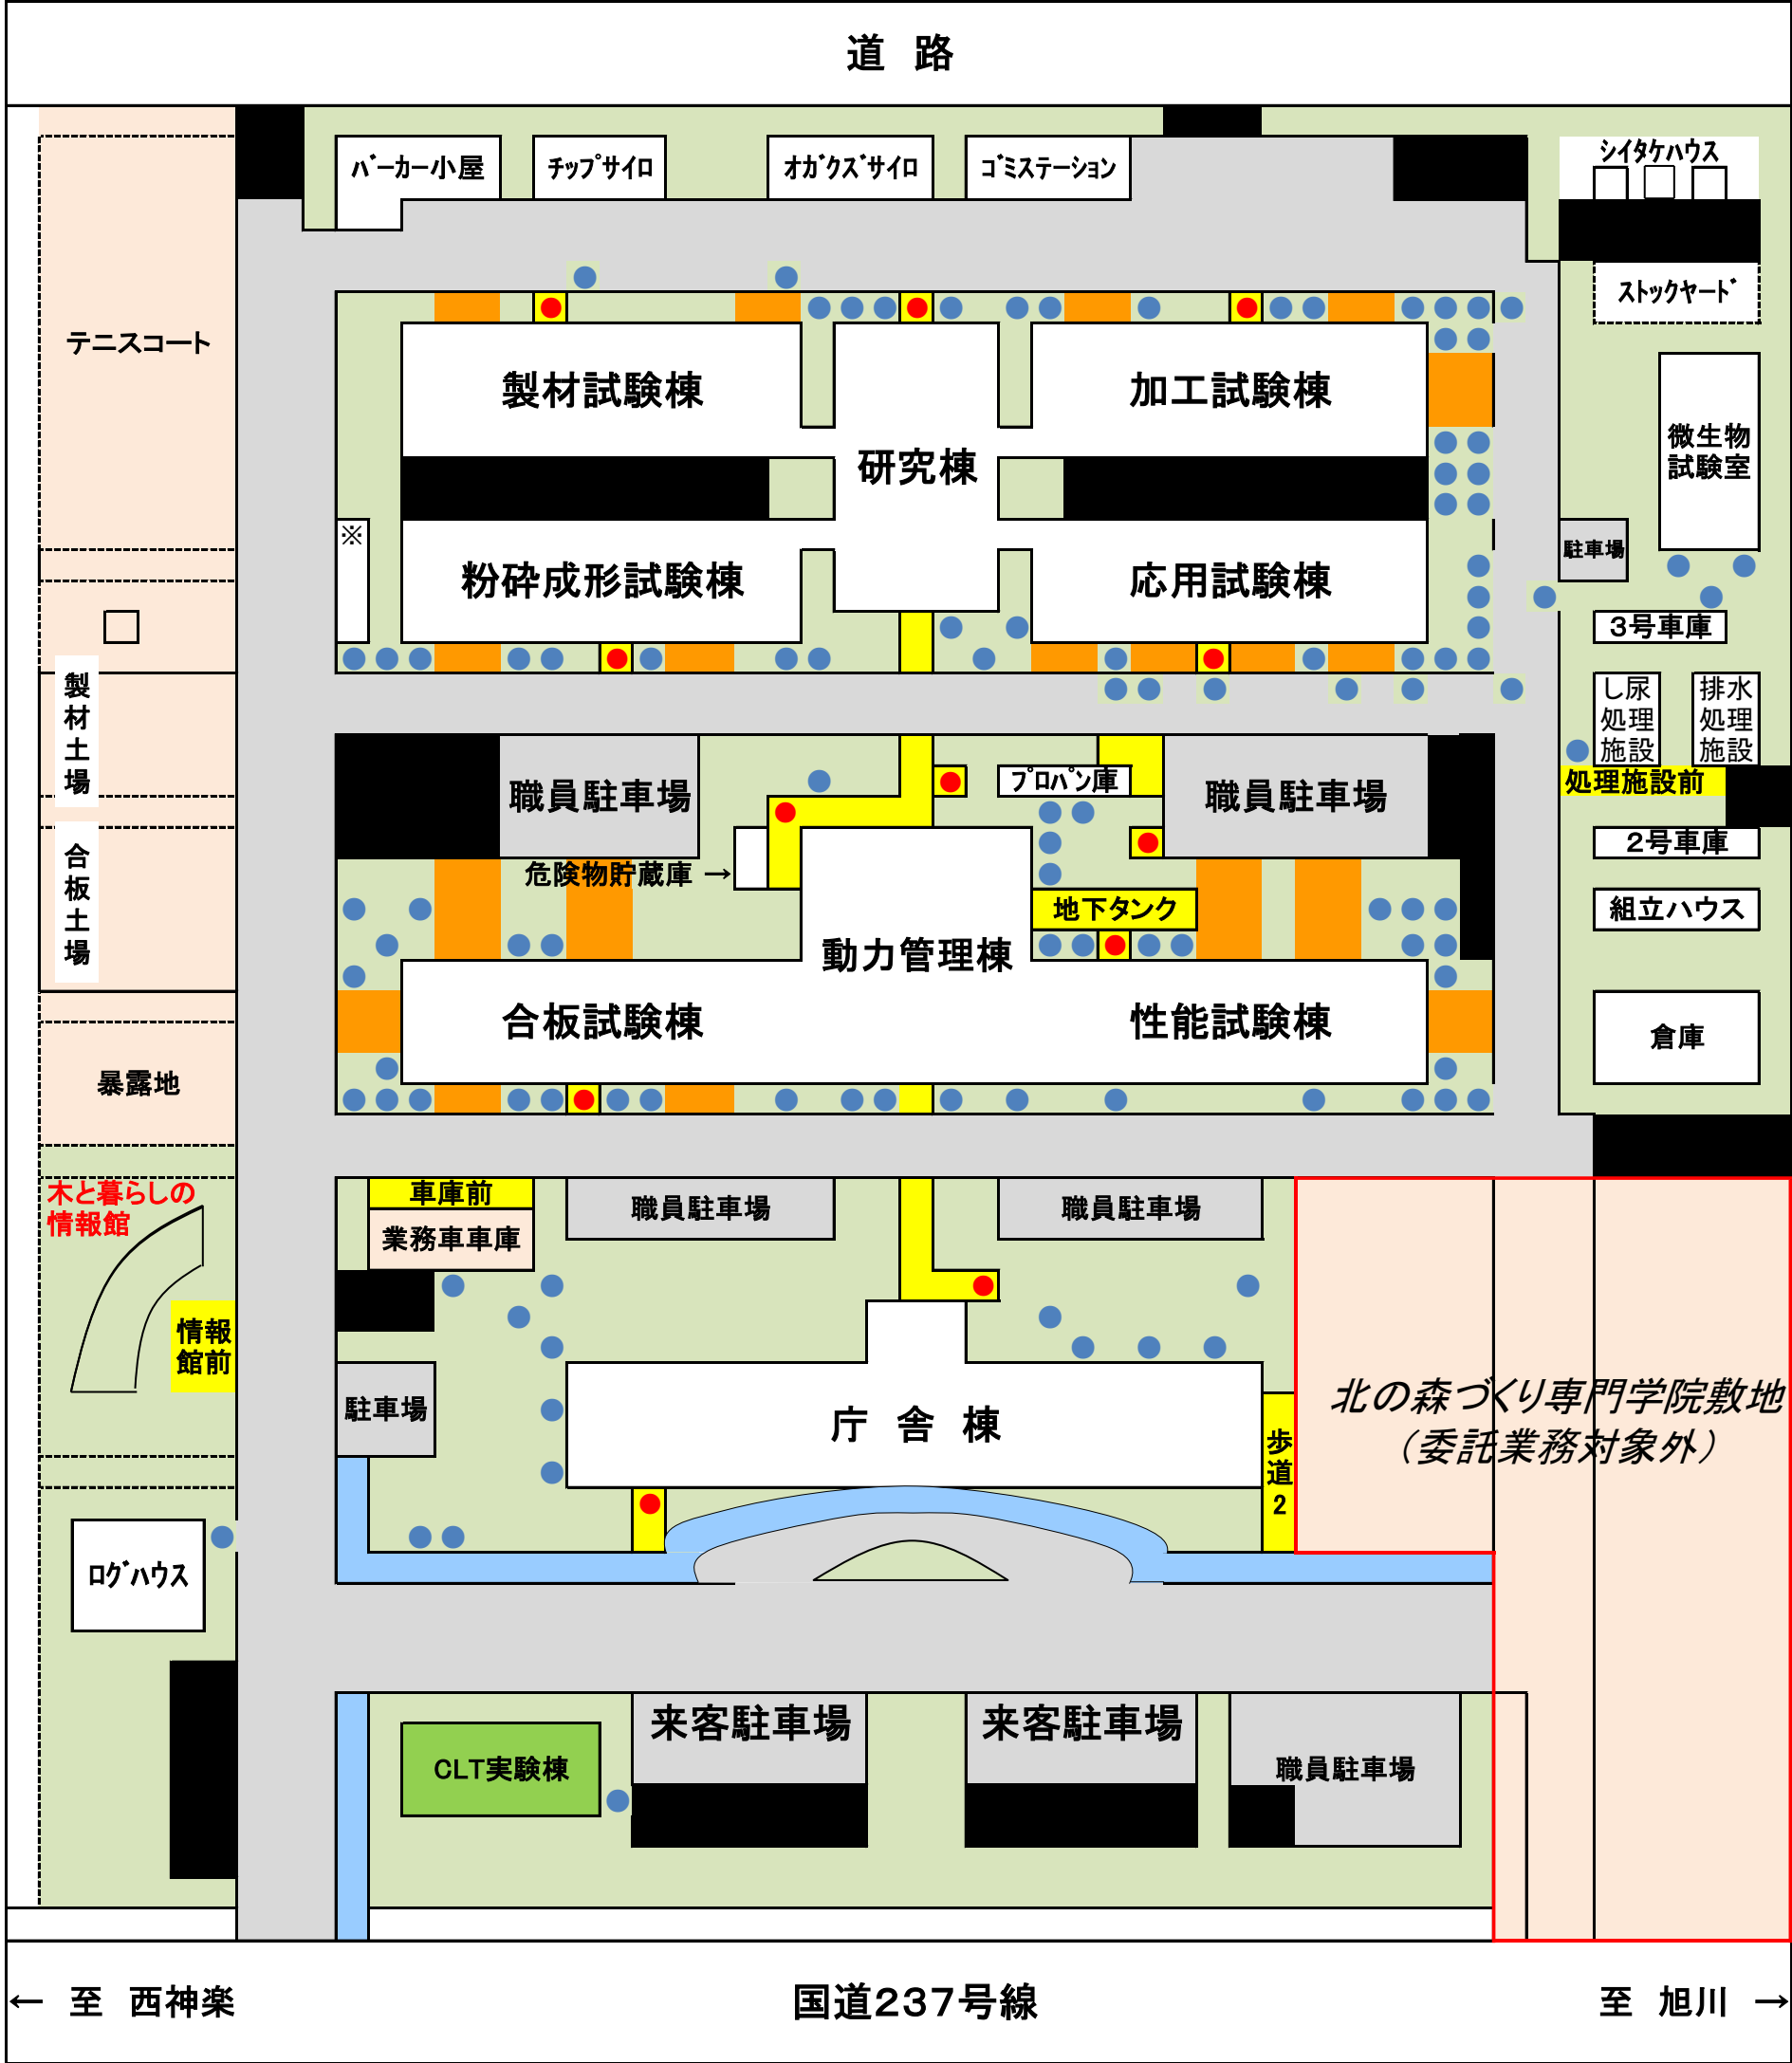 道　路
ﾊﾞｰｶｰ小屋
ﾁｯﾌﾟサイロ
ｵｶﾞｸｽﾞサイロ
ｺﾞﾐｽﾃｰｼｮﾝ
シイタケハウス
ストックヤード
テニスコート
製材試験棟
加工試験棟
研究棟
微生物
試験室
※
駐車場
粉砕成形試験棟
応用試験棟
3号車庫
製材土場
し尿
処理
施設
排水
処理
施設
職員駐車場
プロパン庫
職員駐車場
処理施設前
合板土場
2号車庫
危険物貯蔵庫 →
地下タンク
組立ハウス
動力管理棟
合板試験棟
性能試験棟
倉庫
暴露地
木と暮らしの
情報館
車庫前
職員駐車場
職員駐車場
業務車車庫
情報
館前
駐車場
庁　舎　棟
歩道2
北の森づくり専門学院敷地
（委託業務対象外）
ログハウス
来客駐車場
来客駐車場
CLT実験棟
職員駐車場
←　至　西神楽
国道237号線
至　旭川　→